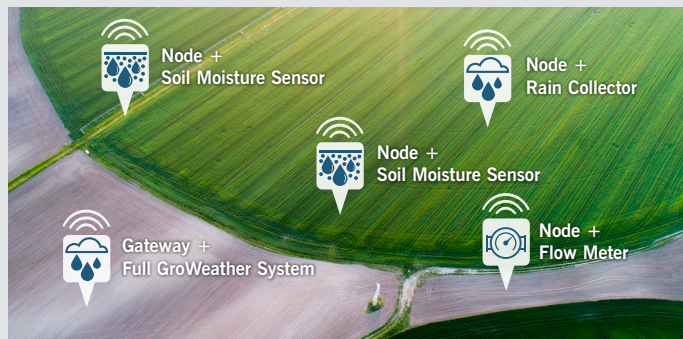 Node +
Soil Moisture Sensor
Node +
Rain Collector
Node +
Soil Moisture Sensor
Node +
Flow Meter
Gateway +
Full GroWeather System